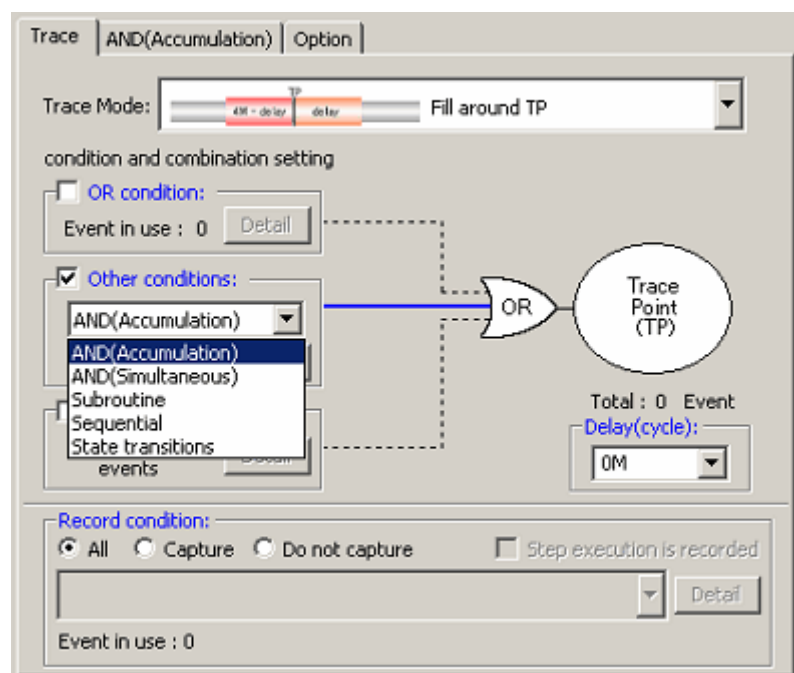 Trace AND(Accumulation) Option
Trace Mode: TP 4M - delay delay Fill around TP
condition and combination setting
OR condition:
Event in use : 0 Detail
Other conditions:
AND(Accumulation)
AND(Accumulation)
AND(Simultaneous)
Subroutine
Sequential
State transitions
events
OR
Trace
Point
(TP)
Total : 0 Event
Delay(cycle):
0M
Record condition:
All Capture Do not capture Step execution is recorded
Detail
Event in use : 0